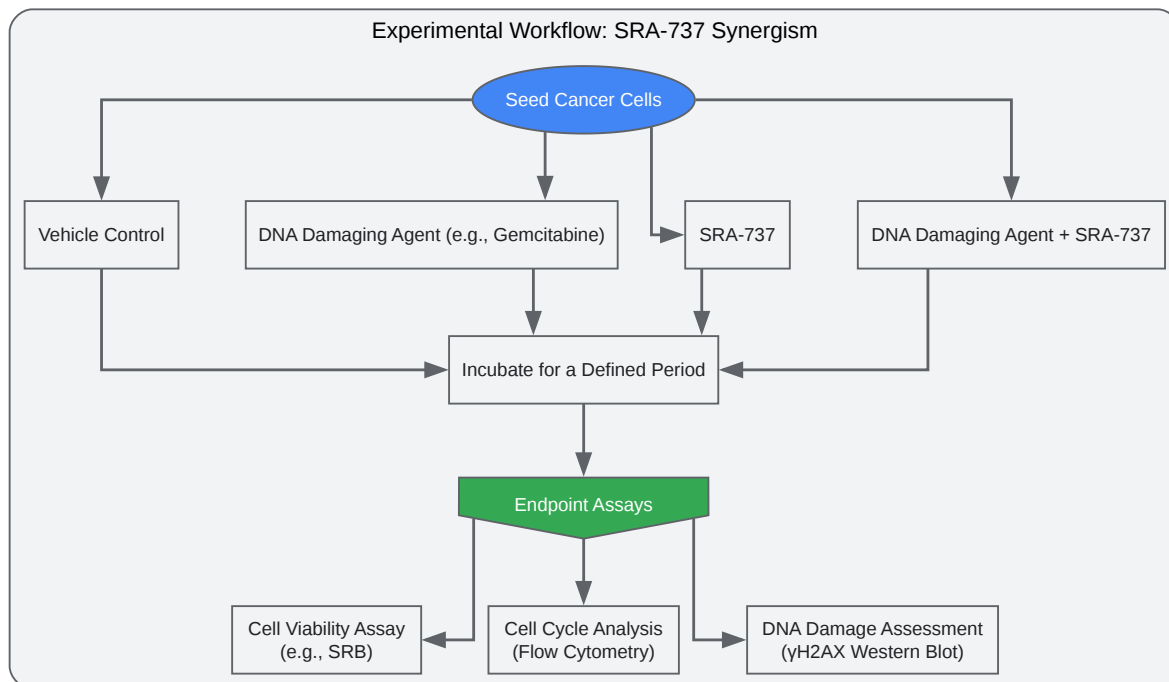 Experimental Workflow: SRA-737 Synergism
Seed Cancer Cells
Vehicle Control
DNA Damaging Agent (e.g., Gemcitabine)
SRA-737
DNA Damaging Agent + SRA-737
Incubate for a Defined Period
Endpoint Assays
Cell Viability Assay
(e.g., SRB)
Cell Cycle Analysis
(Flow Cytometry)
DNA Damage Assessment
(γH2AX Western Blot)